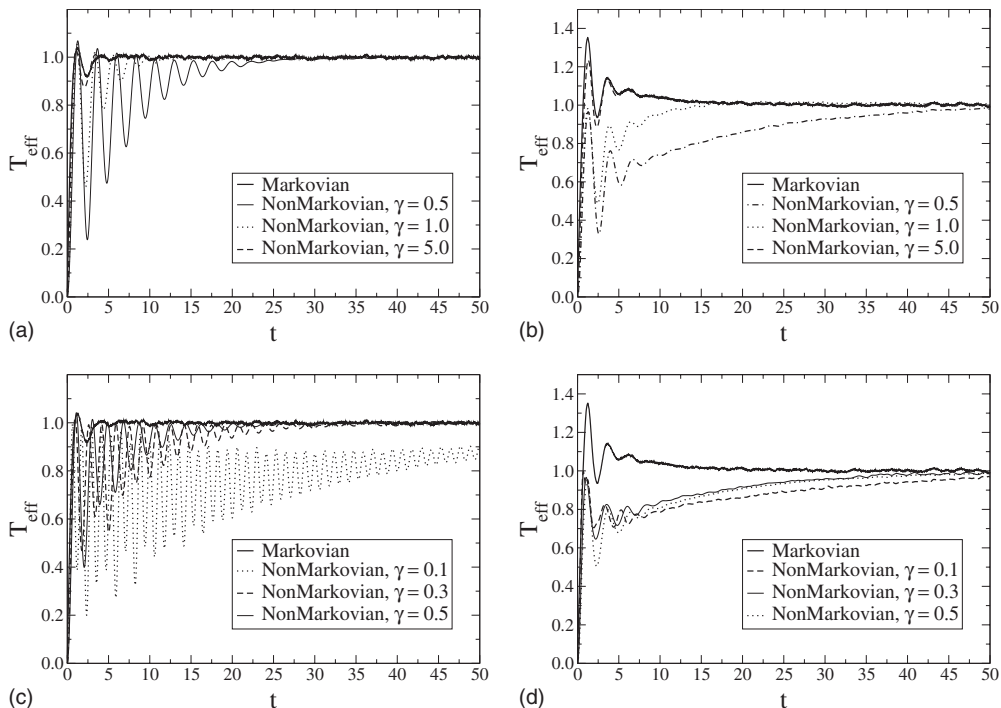 1.0
0.8
0.6
0.4
0.2
0.0
T_eff
0 5 10 15 20 25 30 35 40 45 50
t
Markovian
NonMarkovian, γ = 0.5
NonMarkovian, γ = 1.0
NonMarkovian, γ = 5.0
(a)
1.4
1.2
1.0
0.8
0.6
0.4
0.2
0.0
T_eff
0 5 10 15 20 25 30 35 40 45 50
t
Markovian
NonMarkovian, γ = 0.5
NonMarkovian, γ = 1.0
NonMarkovian, γ = 5.0
(b)
1.0
0.8
0.6
0.4
0.2
0.0
T_eff
0 5 10 15 20 25 30 35 40 45 50
t
Markovian
NonMarkovian, γ = 0.1
NonMarkovian, γ = 0.3
NonMarkovian, γ = 0.5
(c)
1.4
1.2
1.0
0.8
0.6
0.4
0.2
0.0
T_eff
0 5 10 15 20 25 30 35 40 45 50
t
Markovian
NonMarkovian, γ = 0.1
NonMarkovian, γ = 0.3
NonMarkovian, γ = 0.5
(d)